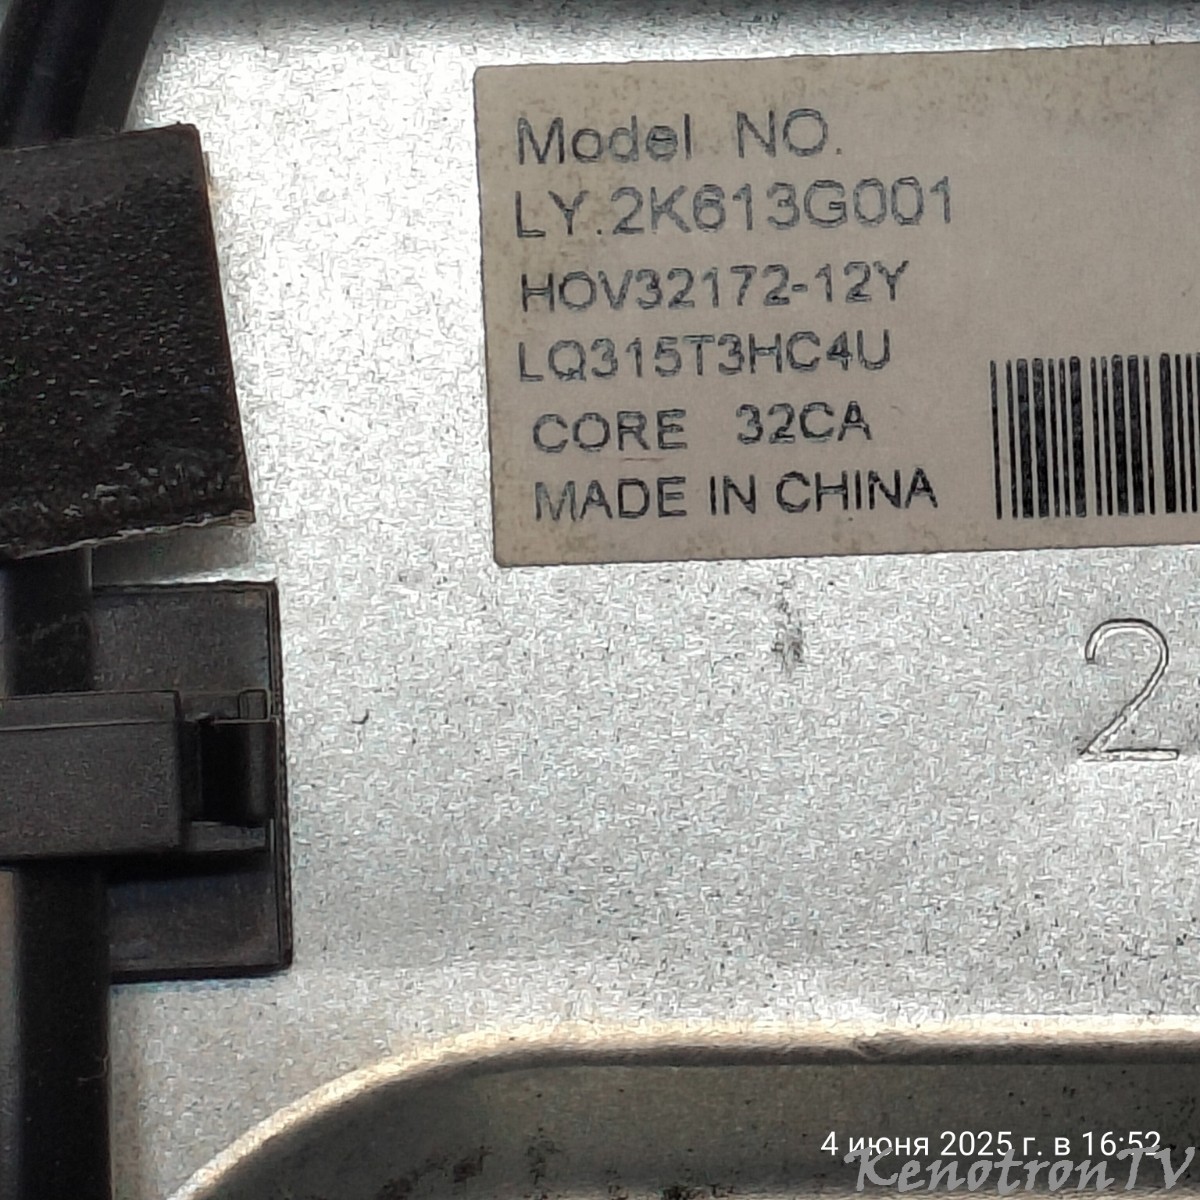 Model NO.
LY.2K613G001
HOV32172-12Y
LQ315T3HC4U
CORE 32CA
MADE IN CHINA
2
4 июня 2025 г. в 16:52
KenotronTV